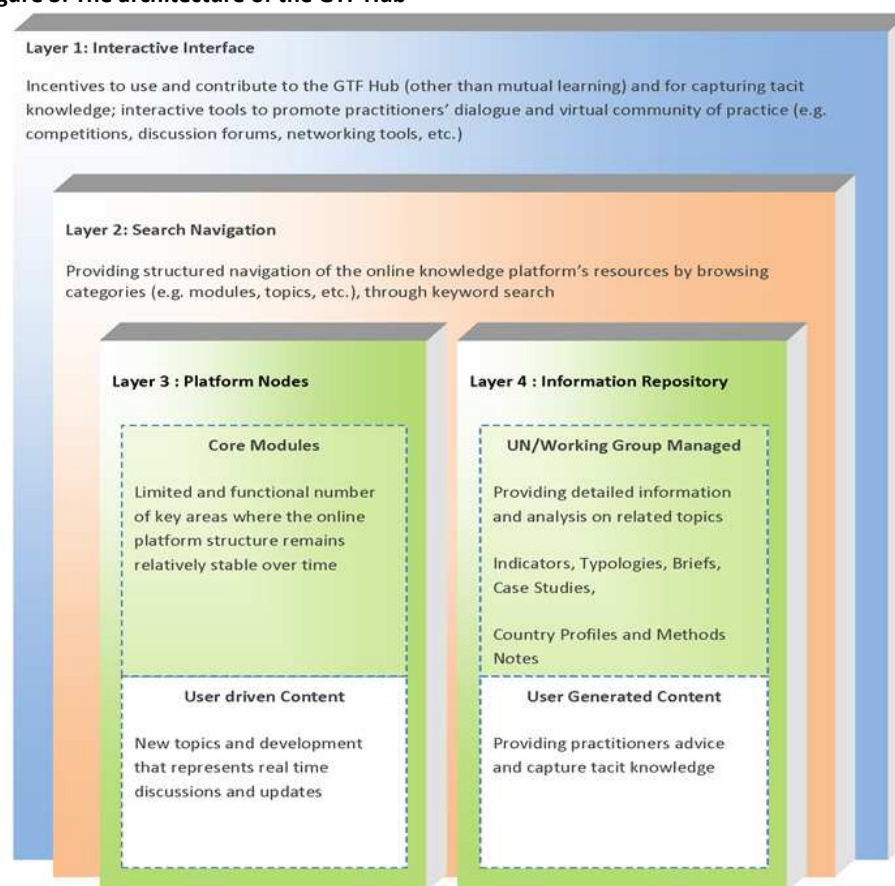 The architecture of the GTF Hub
Layer 1: Interactive Interface
Incentives to use and contribute to the GTF Hub (other than mutual learning) and for capturing tacit
knowledge; interactive tools to promote practitioners' dialogue and virtual community of practice (e.g.
competitions, discussion forums, networking tools, etc.)
Layer 2: Search Navigation
Providing structured navigation of the online knowledge platform's resources by browsing
categories (e.g. modules, topics, etc.), through keyword search
Layer 3 : Platform Nodes
Core Modules
Limited and functional number
of key areas where the online
platform structure remains
relatively stable over time
User driven Content
New topics and development
that represents real time
discussions and updates
Layer 4 : Information Repository
UN/Working Group Managed
Providing detailed information
and analysis on related topics
Indicators, Typologies, Briefs,
Case Studies,
Country Profiles and Methods
Notes
User Generated Content
Providing practitioners advice
and capture tacit knowledge